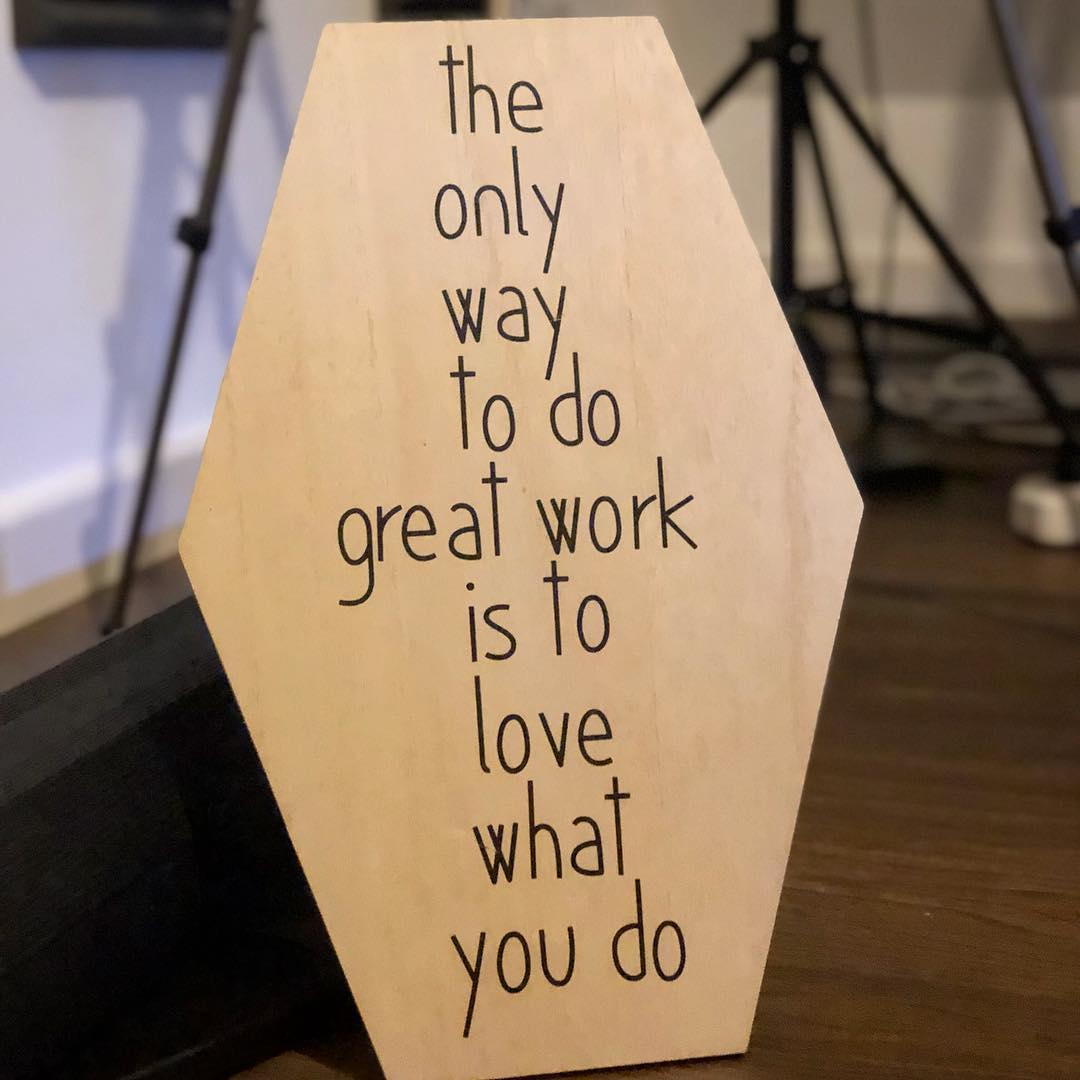 the
only
way
to do
great work
is to
love
what
you do